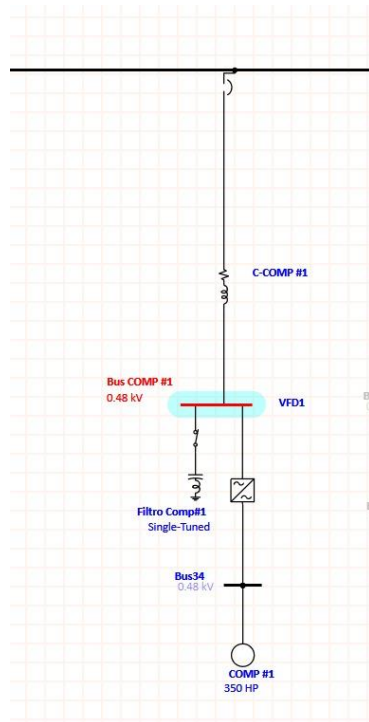 C-COMP #1
Bus COMP #1
0.48 kV
VFD1
Filtro Comp#1
Single-Tuned
Bus34
0.48 kV
COMP #1
350 HP